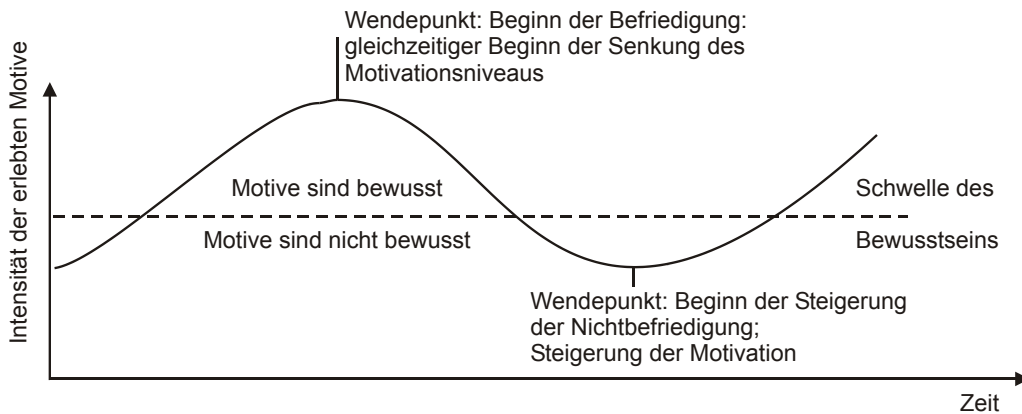 Wendepunkt: Beginn der Befriedigung:
gleichzeitiger Beginn der Senkung des
Motivationsniveaus
Intensität der erlebten Motive
Motive sind bewusst
Schwelle des
Motive sind nicht bewusst
Bewusstseins
Wendepunkt: Beginn der Steigerung
der Nichtbefriedigung;
Steigerung der Motivation
Zeit